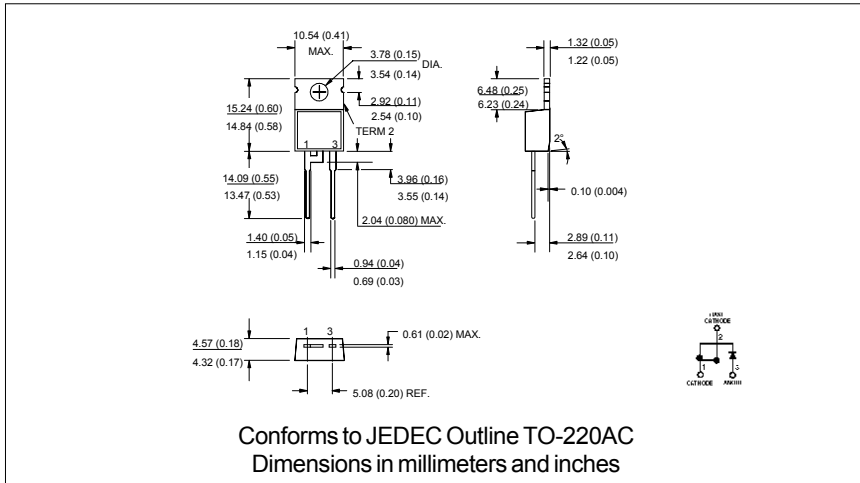 10.54 (0.41)
MAX.
3.78 (0.15)
3.54 (0.14)
DIA.
1.32 (0.05)
1.22 (0.05)
6.48 (0.25)
6.23 (0.24)
2.92 (0.11)
2.54 (0.10)
TERM 2
15.24 (0.60)
14.84 (0.58)
1 3
2°
14.09 (0.55)
13.47 (0.53)
3.96 (0.16)
3.55 (0.14)
0.10 (0.004)
2.04 (0.080) MAX.
1.40 (0.05)
1.15 (0.04)
2.89 (0.11)
2.64 (0.10)
0.94 (0.04)
0.69 (0.03)
4.57 (0.18)
4.32 (0.17)
1 3
0.61 (0.02) MAX.
5.08 (0.20) REF.
CATHODE
2
1
CATHODE
Conforms to JEDEC Outline TO-220AC
Dimensions in millimeters and inches